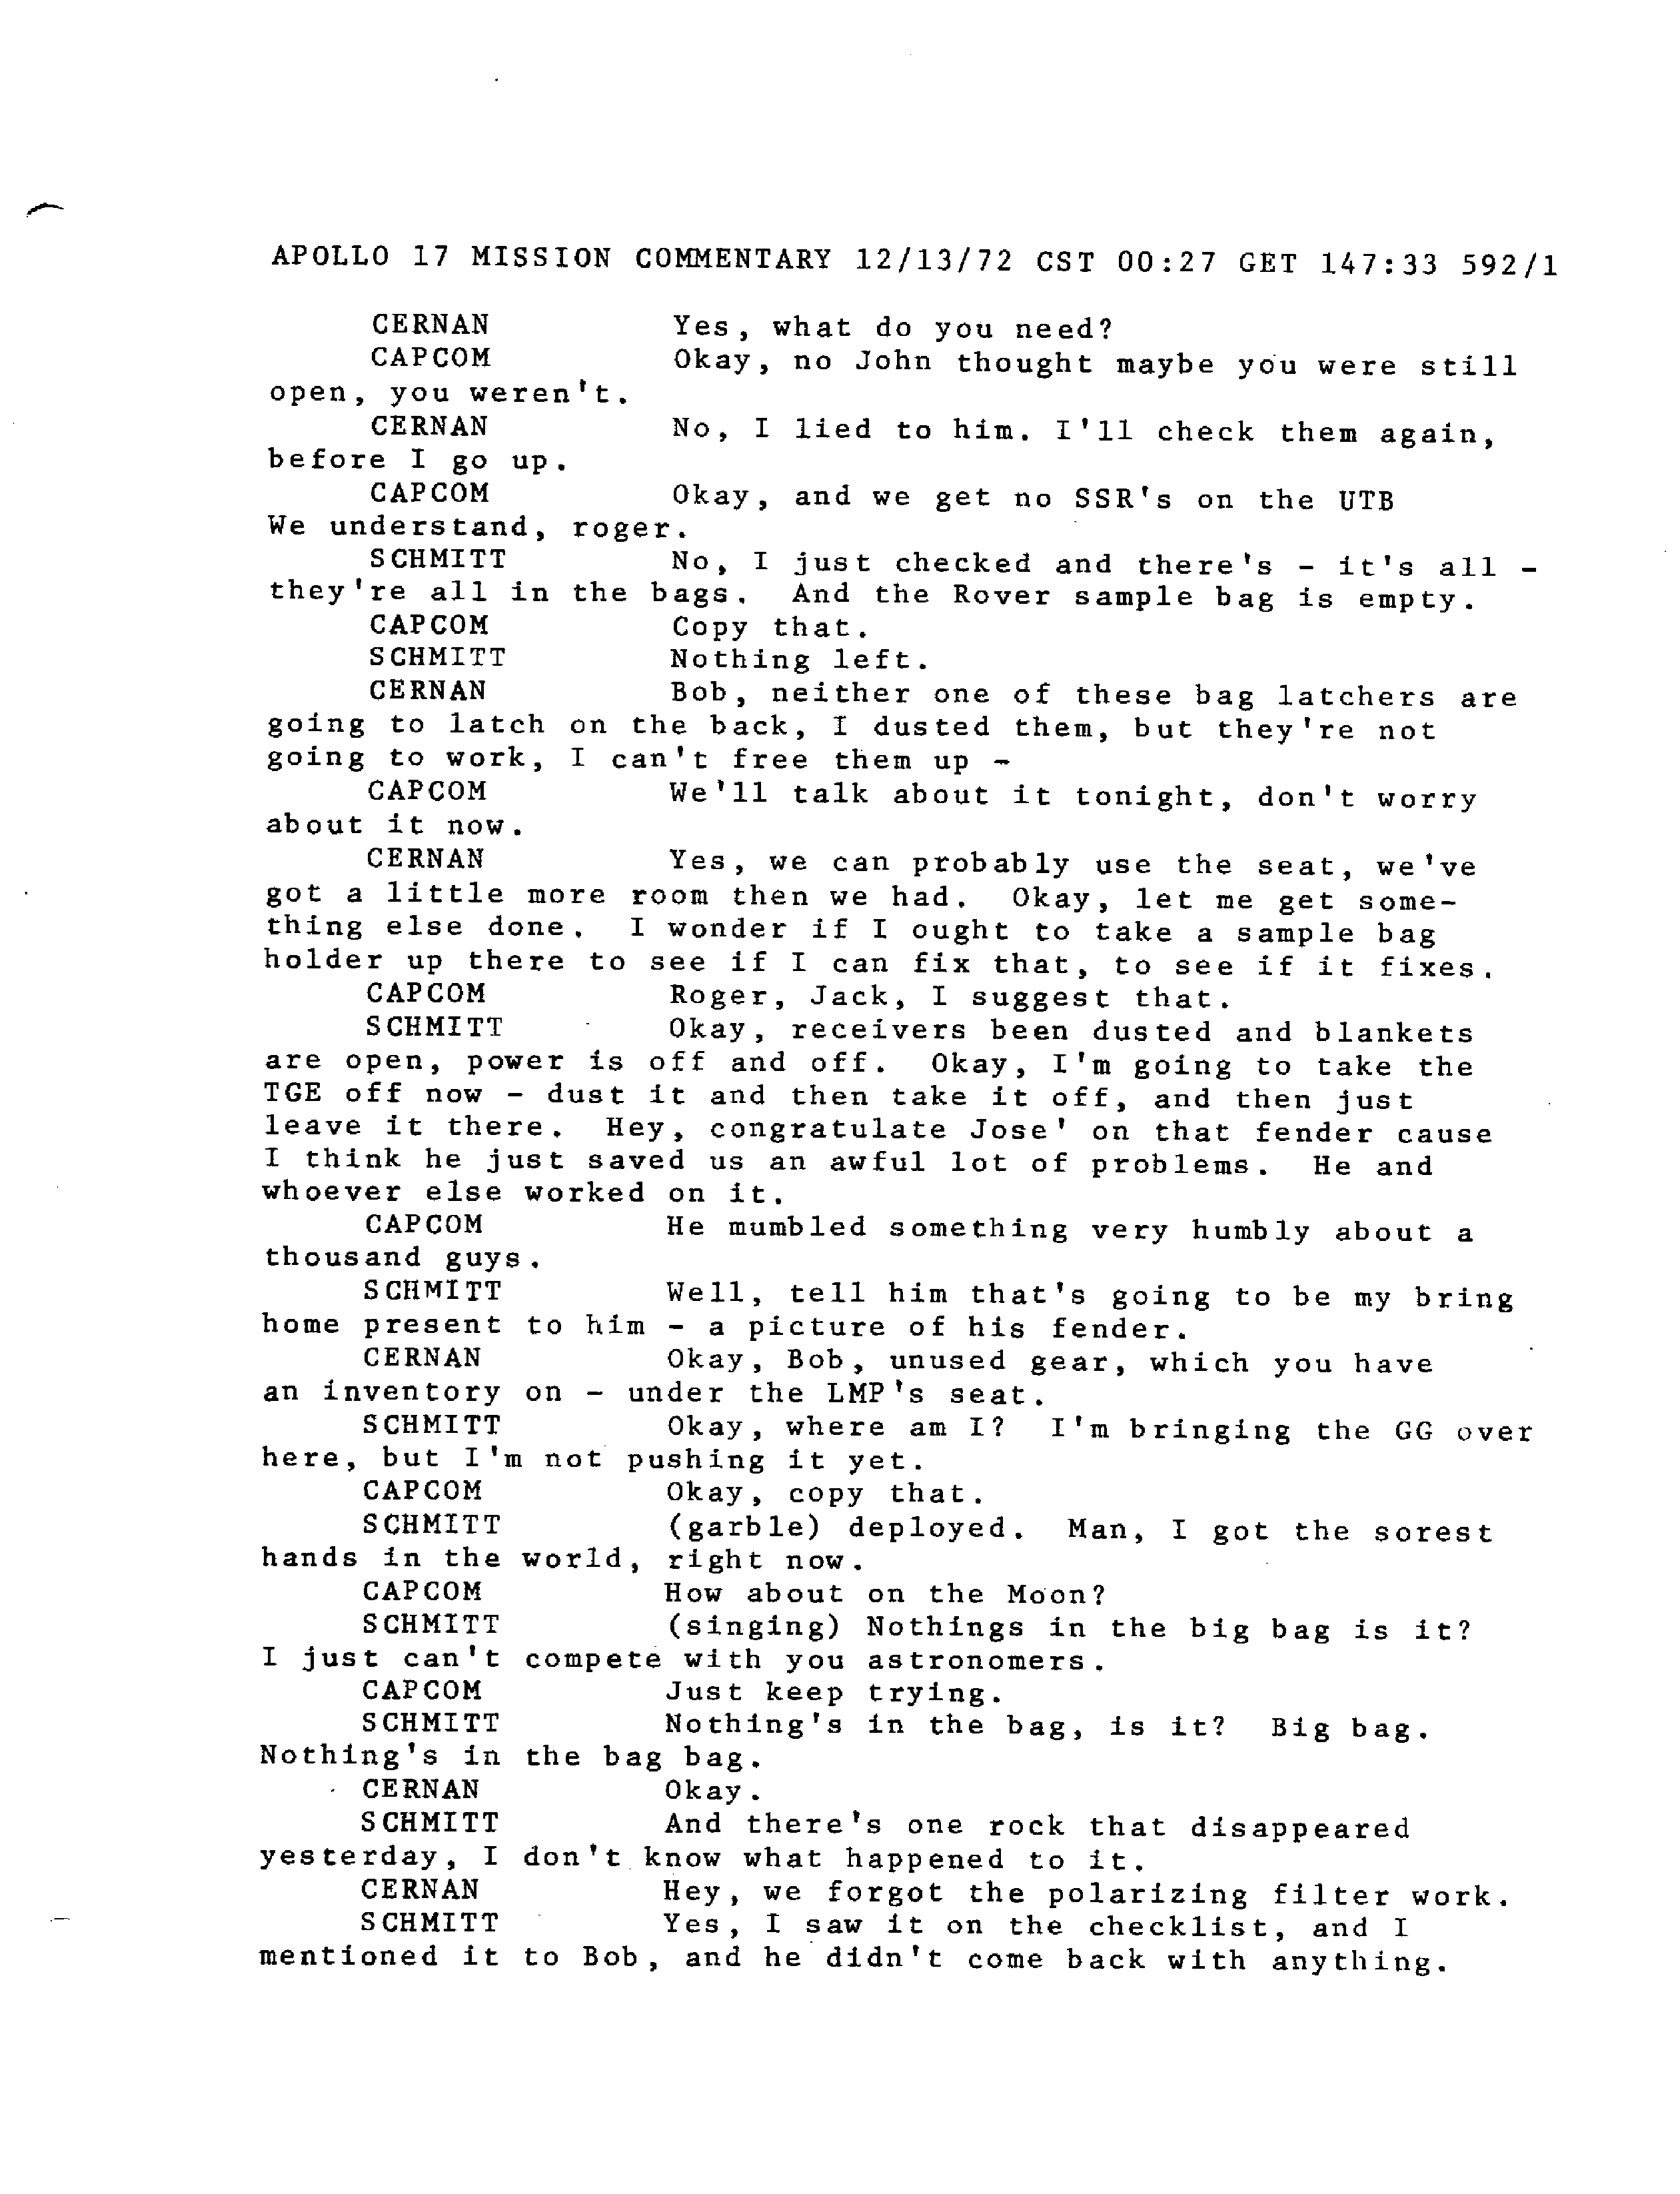 APOLLO 17 MISSION COMMENTARY 12/13/72 CST 00:27 GET 147:33 592/1
CERNAN Yes, what do you need?
CAPCOM Okay, no John thought maybe you were still
open, you weren't.
CERNAN No, I lied to him. I'll check them again,
before I go up.
CAPCOM Okay, and we get no SSR's on the UTB
We understand, roger.
SCHMITT No, I just checked and there's - it's all -
they're all in the bags. And the Rover sample bag is empty.
CAPCOM Copy that.
SCHMITT Nothing left.
CERNAN Bob, neither one of these bag latchers are
going to latch on the back, I dusted them, but they're not
going to work, I can't free them up -
CAPCOM We'll talk about it tonight, don't worry
about it now.
CERNAN Yes, we can probably use the seat, we've
got a little more room then we had. Okay, let me get some-
thing else done. I wonder if I ought to take a sample bag
holder up there to see if I can fix that, to see if it fixes.
CAPCOM Roger, Jack, I suggest that.
SCHMITT Okay, receivers been dusted and blankets
are open, power is off and off. Okay, I'm going to take the
TGE off now - dust it and then take it off, and then just
leave it there. Hey, congratulate Jose' on that fender cause
I think he just saved us an awful lot of problems. He and
whoever else worked on it.
CAPCOM He mumbled something very humbly about a
thousand guys.
SCHMITT Well, tell him that's going to be my bring
home present to him - a picture of his fender.
CERNAN Okay, Bob, unused gear, which you have
an inventory on - under the LMP's seat.
SCHMITT Okay, where am I? I'm bringing the GG over
here, but I'm not pushing it yet.
CAPCOM Okay, copy that.
SCHMITT (garble) deployed. Man, I got the sorest
hands in the world, right now.
CAPCOM How about on the Moon?
SCHMITT (singing) Nothings in the big bag is it?
I just can't compete with you astronomers.
CAPCOM Just keep trying.
SCHMITT Nothing's in the bag, is it? Big bag.
Nothing's in the bag bag.
CERNAN Okay.
SCHMITT And there's one rock that disappeared
yesterday, I don't know what happened to it.
CERNAN Hey, we forgot the polarizing filter work.
SCHMITT Yes, I saw it on the checklist, and I
mentioned it to Bob, and he didn't come back with anything.